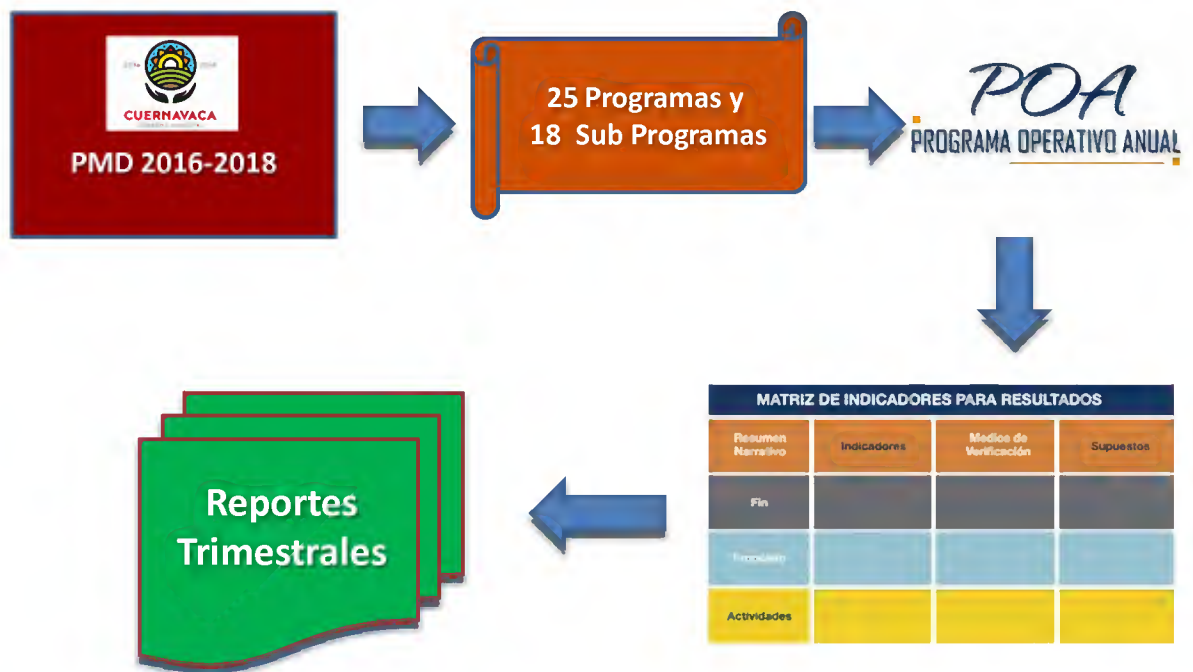 CUERNAVACA
PMD 2016-2018
25 Programas y
18 Sub Programas
POA
PROGRAMA OPERATIVO ANUAL
MATRIZ DE INDICADORES PARA RESULTADOS
Resumen
Narrativo
Indicadores
Medios de
Verificación
Supuestos
Fin
Actividades
Reportes
Trimestrales